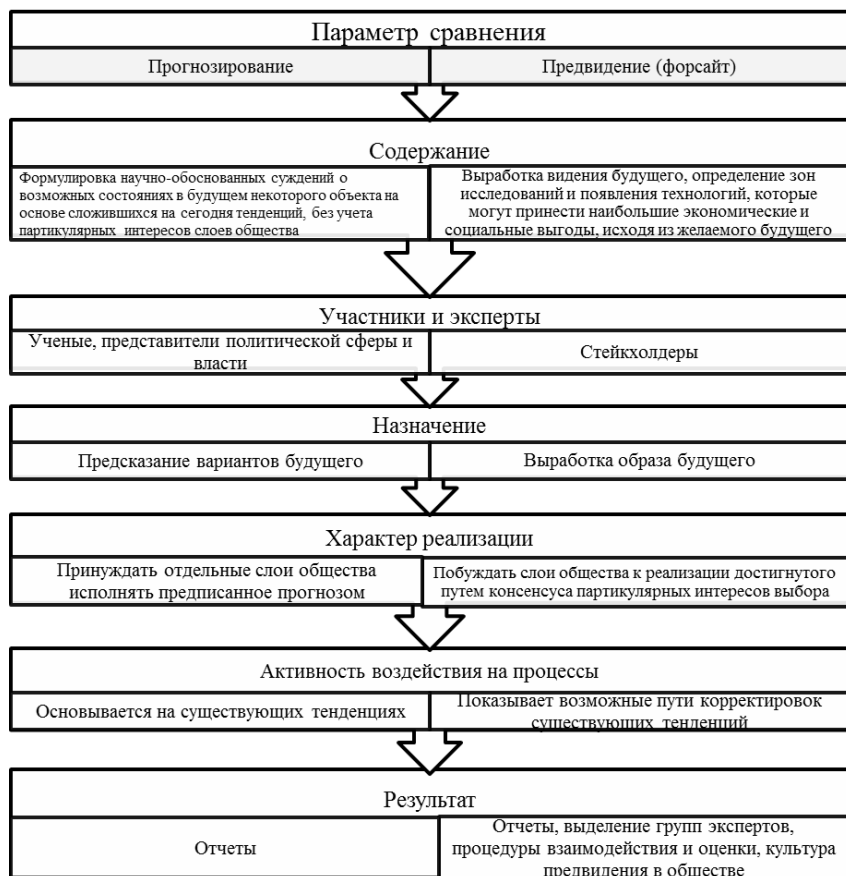 Параметр сравнения
Прогнозирование
Предвидение (форсайт)
Содержание
Формулировка научно-обоснованных суждений о
возможных состояниях в будущем некоторого объекта на
основе сложившихся на сегодня тенденций, без учета
партикулярных интересов слоев общества
Выработка видения будущего, определение зон
исследований и появления технологий, которые
могут принести наибольшие экономические и
социальные выгоды, исходя из желаемого будущего
Участники и эксперты
Ученые, представители политической сферы и
власти
Стейкхолдеры
Назначение
Предсказание вариантов будущего
Выработка образа будущего
Характер реализации
Принуждать отдельные слои общества
исполнять предписанное прогнозом
Побуждать слои общества к реализации достигнутого
путем консенсуса партикулярных интересов выбора
Активность воздействия на процессы
Основывается на существующих тенденциях
Показывает возможные пути корректировок
существующих тенденций
Результат
Отчеты
Отчеты, выделение групп экспертов,
процедуры взаимодействия и оценки, культура
предвидения в обществе